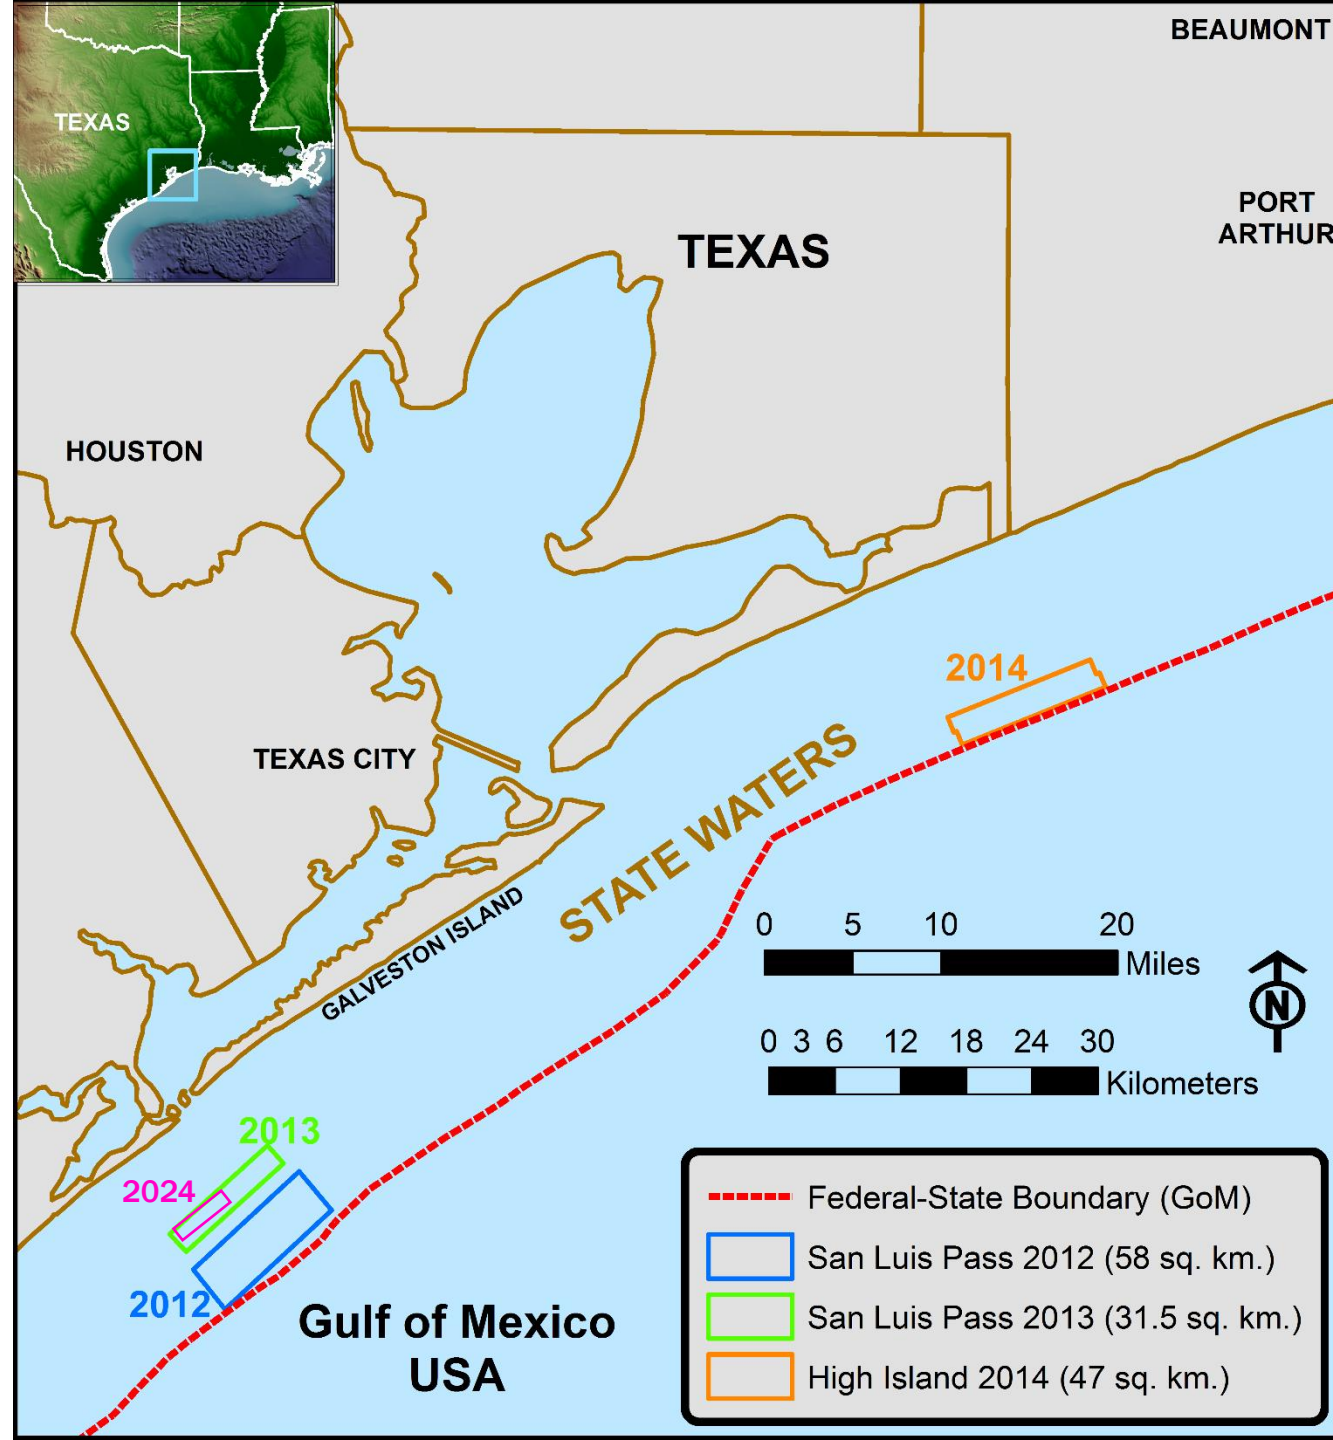 BEAUMONT
TEXAS
PORT
ARTHUR
TEXAS
HOUSTON
2014
TEXAS CITY
STATE WATERS
GALVESTON ISLAND
0 5 10 20
Miles
N
0 3 6 12 18 24 30
Kilometers
2013
2024
2012
Gulf of Mexico
USA
Federal-State Boundary (GoM)
San Luis Pass 2012 (58 sq. km.)
San Luis Pass 2013 (31.5 sq. km.)
High Island 2014 (47 sq. km.)